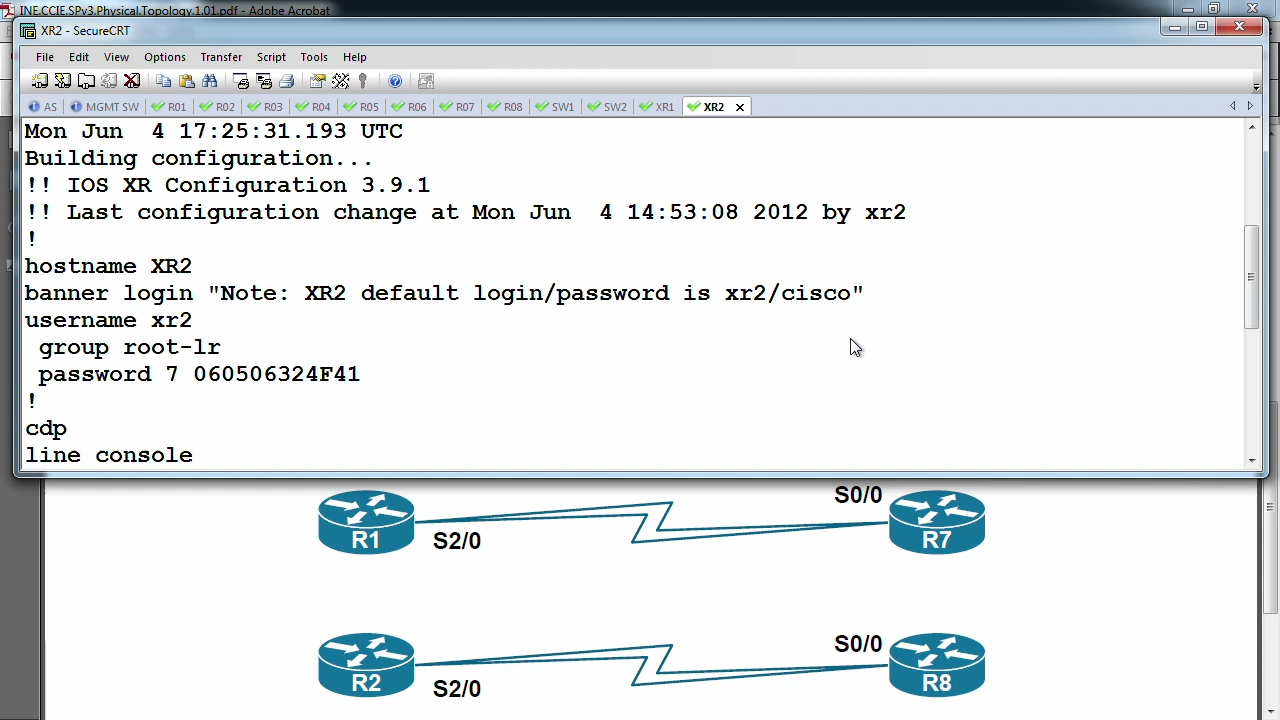 INE.CCIE.SPv3.Physical.Topology.1.01.pdf - Adobe Acrobat
XR2 - SecureCRT
File Edit View Options Transfer Script Tools Help
AS MGMT SW R01 R02 R03 R04 R05 R06 R07 R08 SW1 SW2 XR1 XR2
Mon Jun  4 17:25:31.193 UTC
Building configuration...
!! IOS XR Configuration 3.9.1
!! Last configuration change at Mon Jun  4 14:53:08 2012 by xr2
!
hostname XR2
banner login "Note: XR2 default login/password is xr2/cisco"
username xr2
 group root-lr
 password 7 060506324F41
!
cdp
line console
S0/0
R1
S2/0
R7
S0/0
R2
S2/0
R8